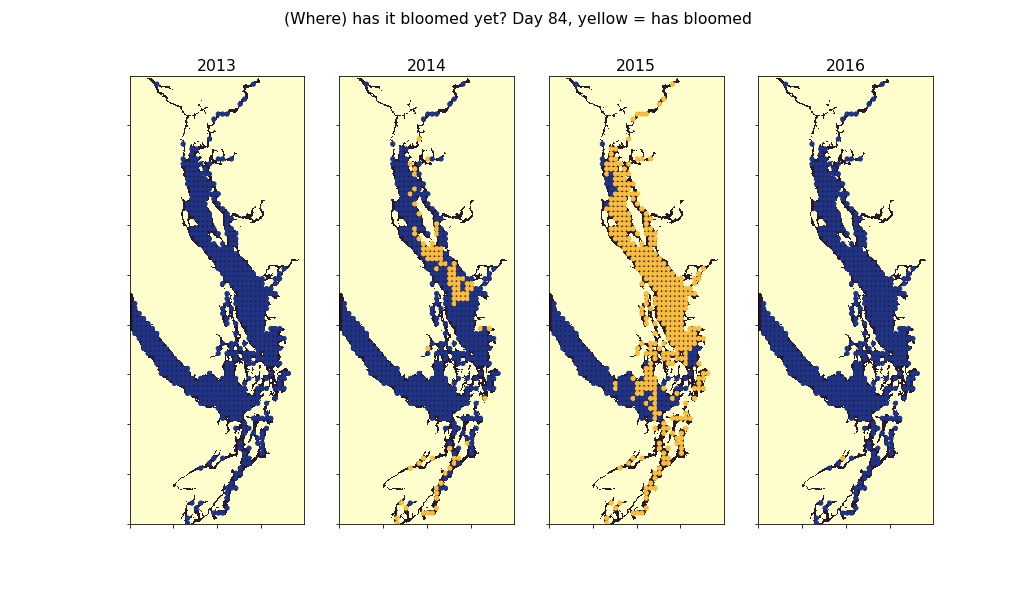 (Where) has it bloomed yet? Day 84, yellow = has bloomed
2013
2014
2015
2016